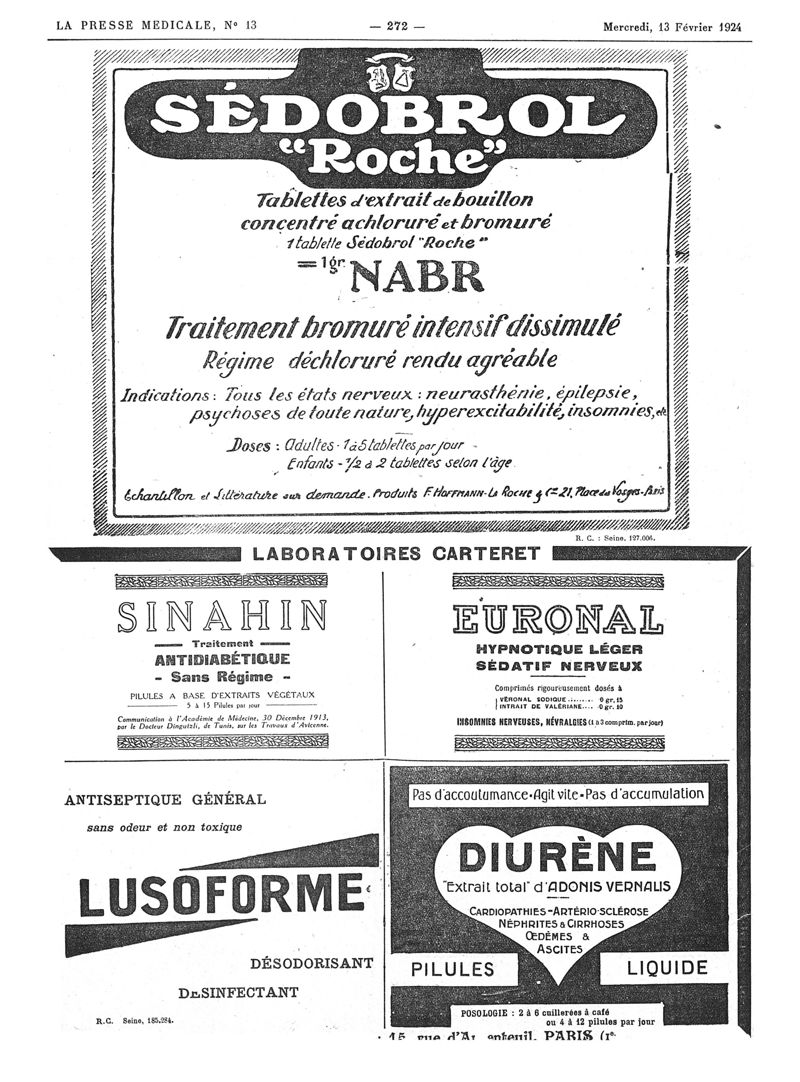 LA PRESSE MEDICALE, N° 13
— 272 —
Mercredi, 13 Février 1924
SÉDOBROL
"Roche"
Tablettes d'extrait de bouillon
concentré achloruré et bromuré
1 tablette Sédobrol "Roche"
= 1gr. NABR
Traitement bromuré intensif dissimulé
Régime déchloruré rendu agréable
Indications : Tous les états nerveux : neurasthénie, épilepsie,
psychoses de toute nature, hyperexcitabilité, insomnies, etc.
Doses : Adultes - 1 à 5 tablettes par jour
Enfants - 1/2 à 2 tablettes selon l'âge
Echantillon et Littérature sur demande. Produits F. HOFFMANN-LA ROCHE & Cie 21, Place des Vosges-Paris
R. C. : Seine, 127.006.
LABORATOIRES CARTERET
SINAHIN
Traitement
ANTIDIABÉTIQUE
- Sans Régime -
PILULES A BASE D'EXTRAITS VÉGÉTAUX
5 à 15 Pilules par jour
Communication à l'Académie de Médecine, 30 Décembre 1913,
par le Docteur Dinguizli, de Tunis, sur les Travaux d'Avicenne.
EURONAL
HYPNOTIQUE LÉGER
SÉDATIF NERVEUX
Comprimés rigoureusement dosés à
VÉRONAL SODIQUE........ 0 gr. 15
INTRAIT DE VALÉRIANE.... 0 gr. 10
INSOMNIES NERVEUSES, NÉVRALGIES (1 à 3 comprim. par jour)
ANTISEPTIQUE GÉNÉRAL
sans odeur et non toxique
LUSOFORME
DÉSODORISANT
DÉSINFECTANT
R.C. Seine, 185.284.
Pas d'accoutumance • Agit vite • Pas d'accumulation
DIURÈNE
"Extrait total" d'ADONIS VERNALIS
CARDIOPATHIES - ARTÉRIO-SCLÉROSE
NÉPHRITES & CIRRHOSES
ŒDÈMES &
ASCITES
PILULES
LIQUIDE
POSOLOGIE : 2 à 6 cuillerées à café
ou 4 à 12 pilules par jour
15, rue d'Argenteuil, PARIS (1e